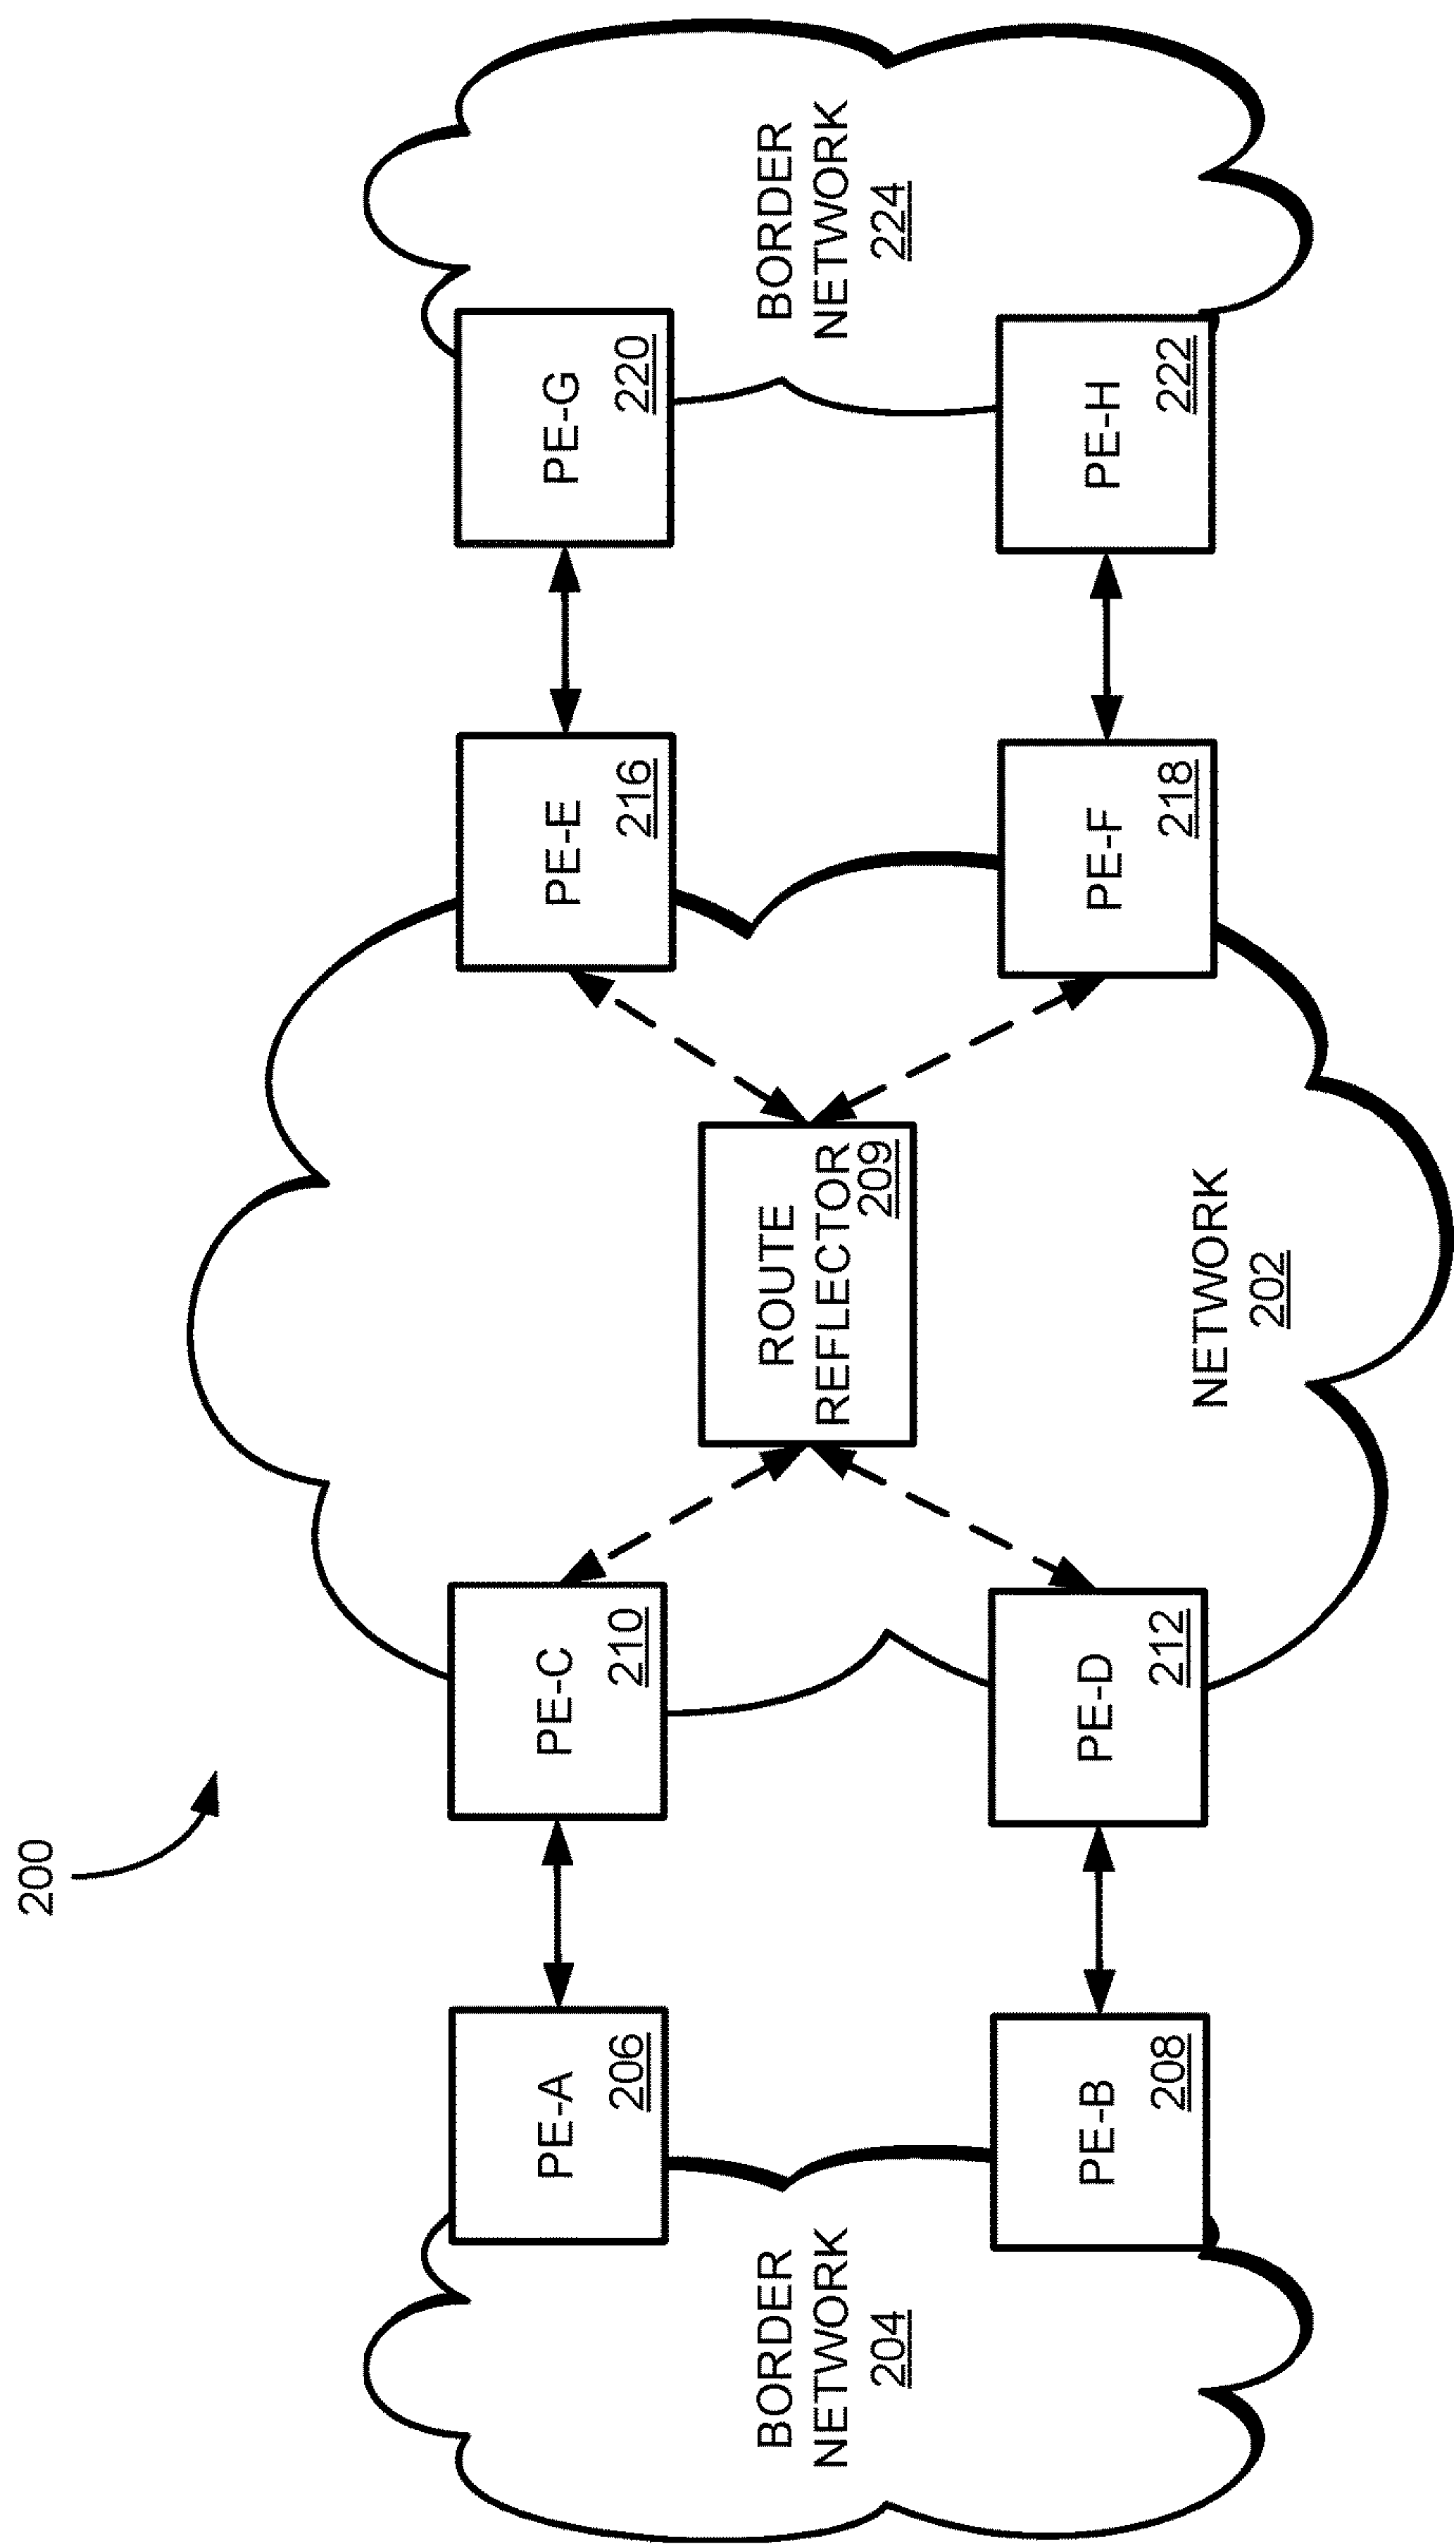 200
BORDER
NETWORK
204
PE-A
206
PE-B
208
PE-C
210
PE-D
212
ROUTE
REFLECTOR
209
NETWORK
202
PE-E
216
PE-F
218
PE-G
220
PE-H
222
BORDER
NETWORK
224